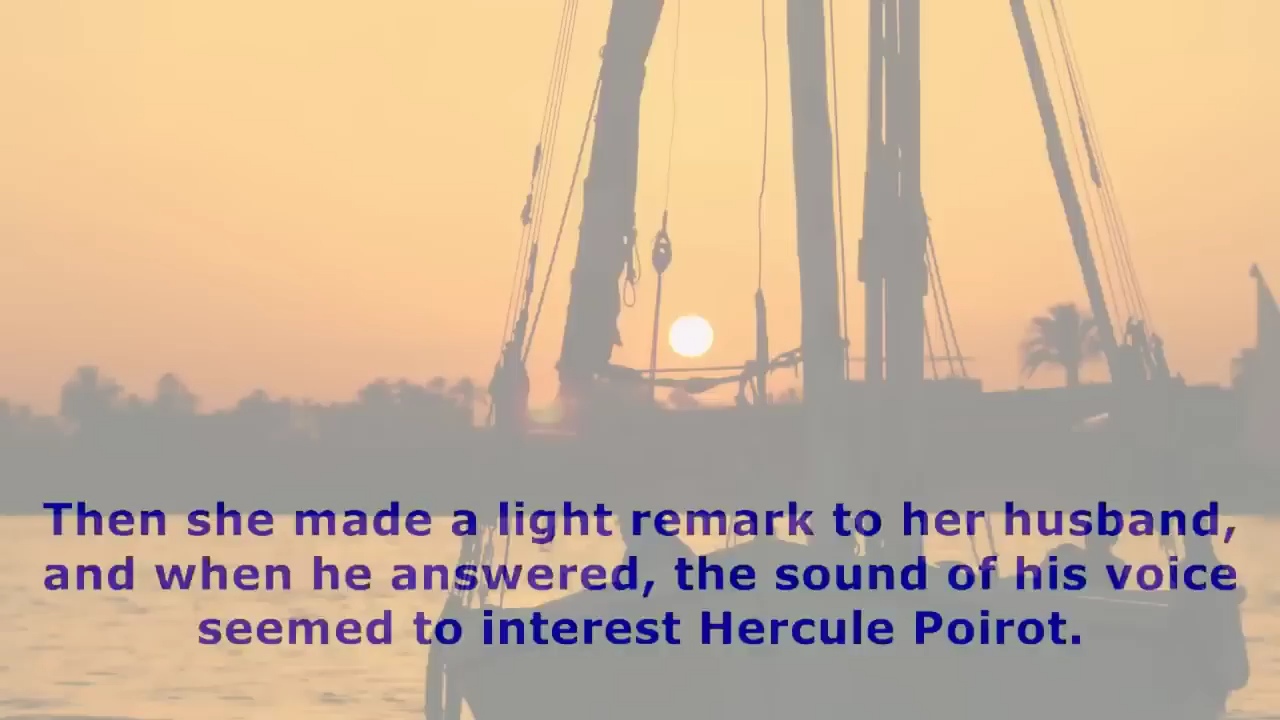 Then she made a light remark to her husband,
and when he answered, the sound of his voice
seemed to interest Hercule Poirot.